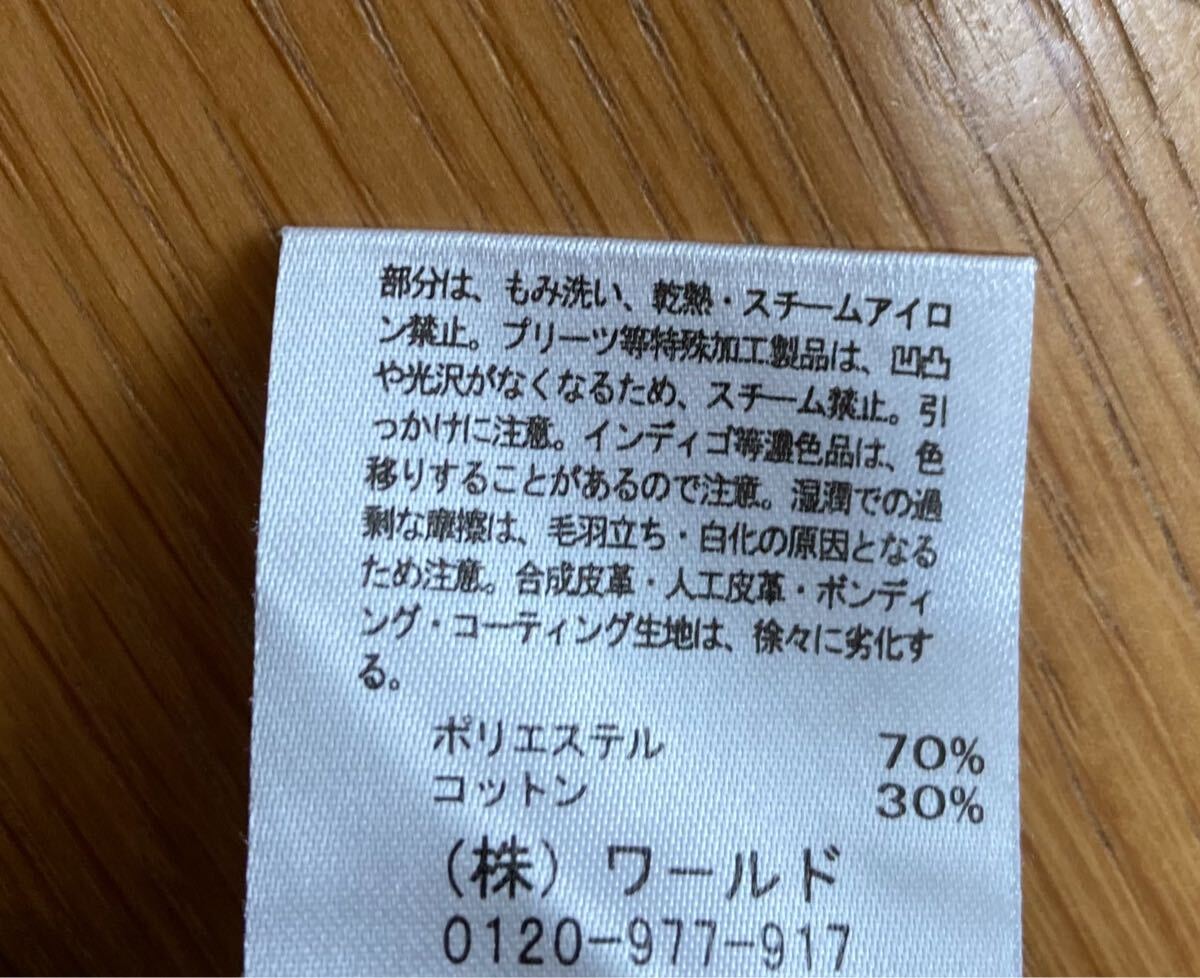 部分は、もみ洗い、乾熱・スチームアイロ
ン禁止。プリーツ等特殊加工製品は、凹凸
や光沢がなくなるため、スチーム禁止。引
っかけに注意。インディゴ等濃色品は、色
移りすることがあるので注意。湿潤での過
剰な摩擦は、毛羽立ち・白化の原因となる
ため注意。合成皮革・人工皮革・ボンディ
ング・コーティング生地は、徐々に劣化す
る。
ポリエステル 70%
コットン 30%
(株) ワールド
0120-977-917